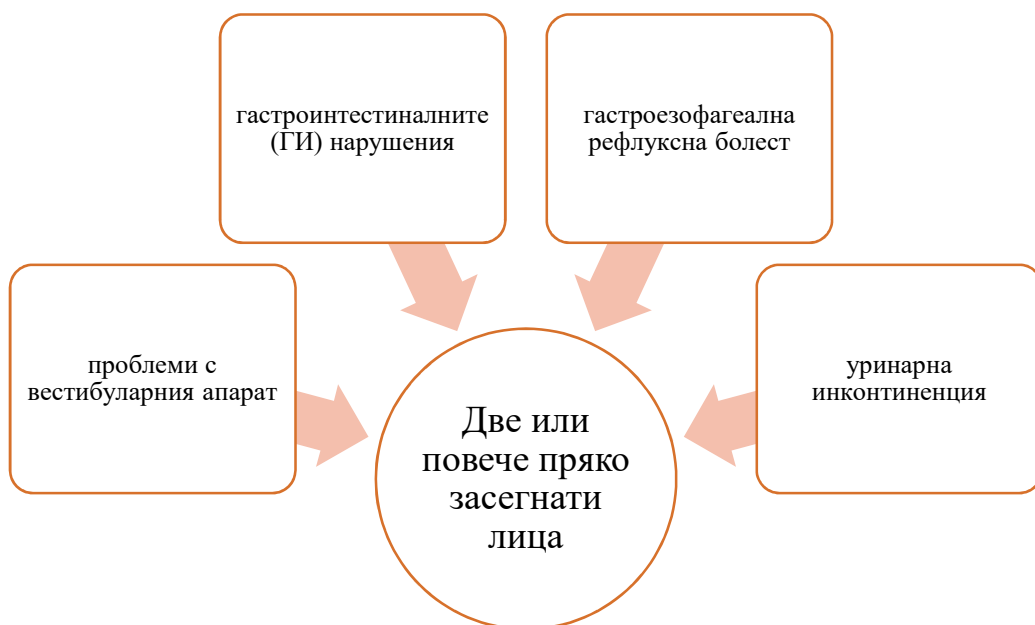 гастроинтестиналните
(ГИ) нарушения
гастроезофагеална
рефлуксна болест
проблеми с
вестибуларния апарат
уринарна
инконтиненция
Две или
повече пряко
засегнати
лица